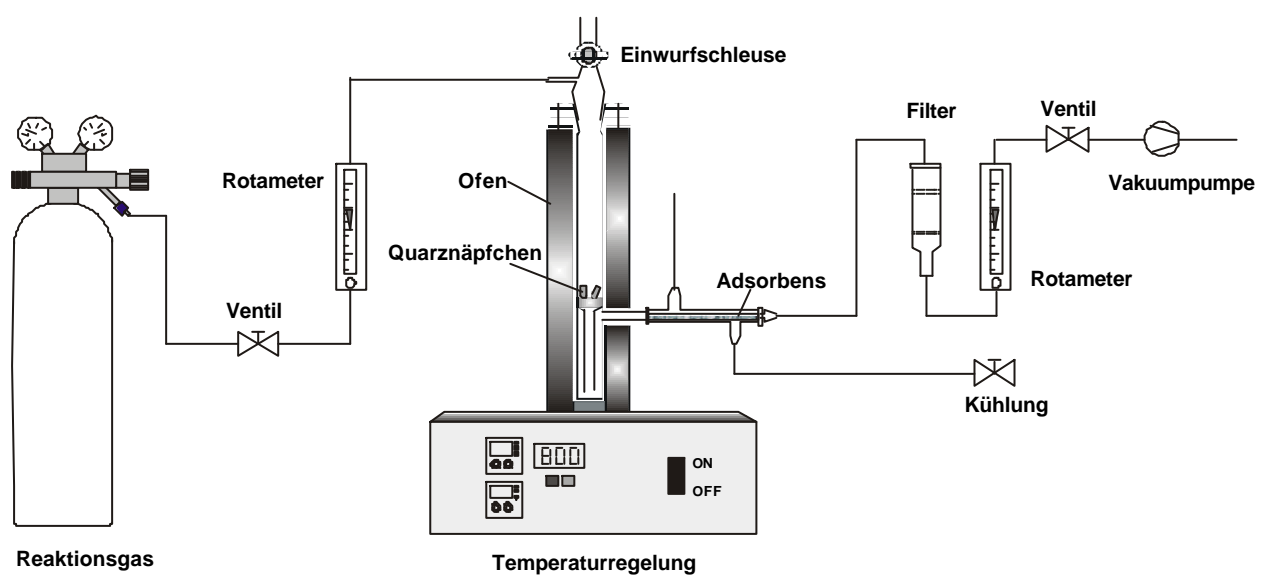 Einwurfschleuse
Filter
Ventil
Rotameter
Ofen
Vakuumpumpe
Quarznäpfchen
Adsorbens
Rotameter
Ventil
Kühlung
800
ON
OFF
Reaktionsgas
Temperaturregelung